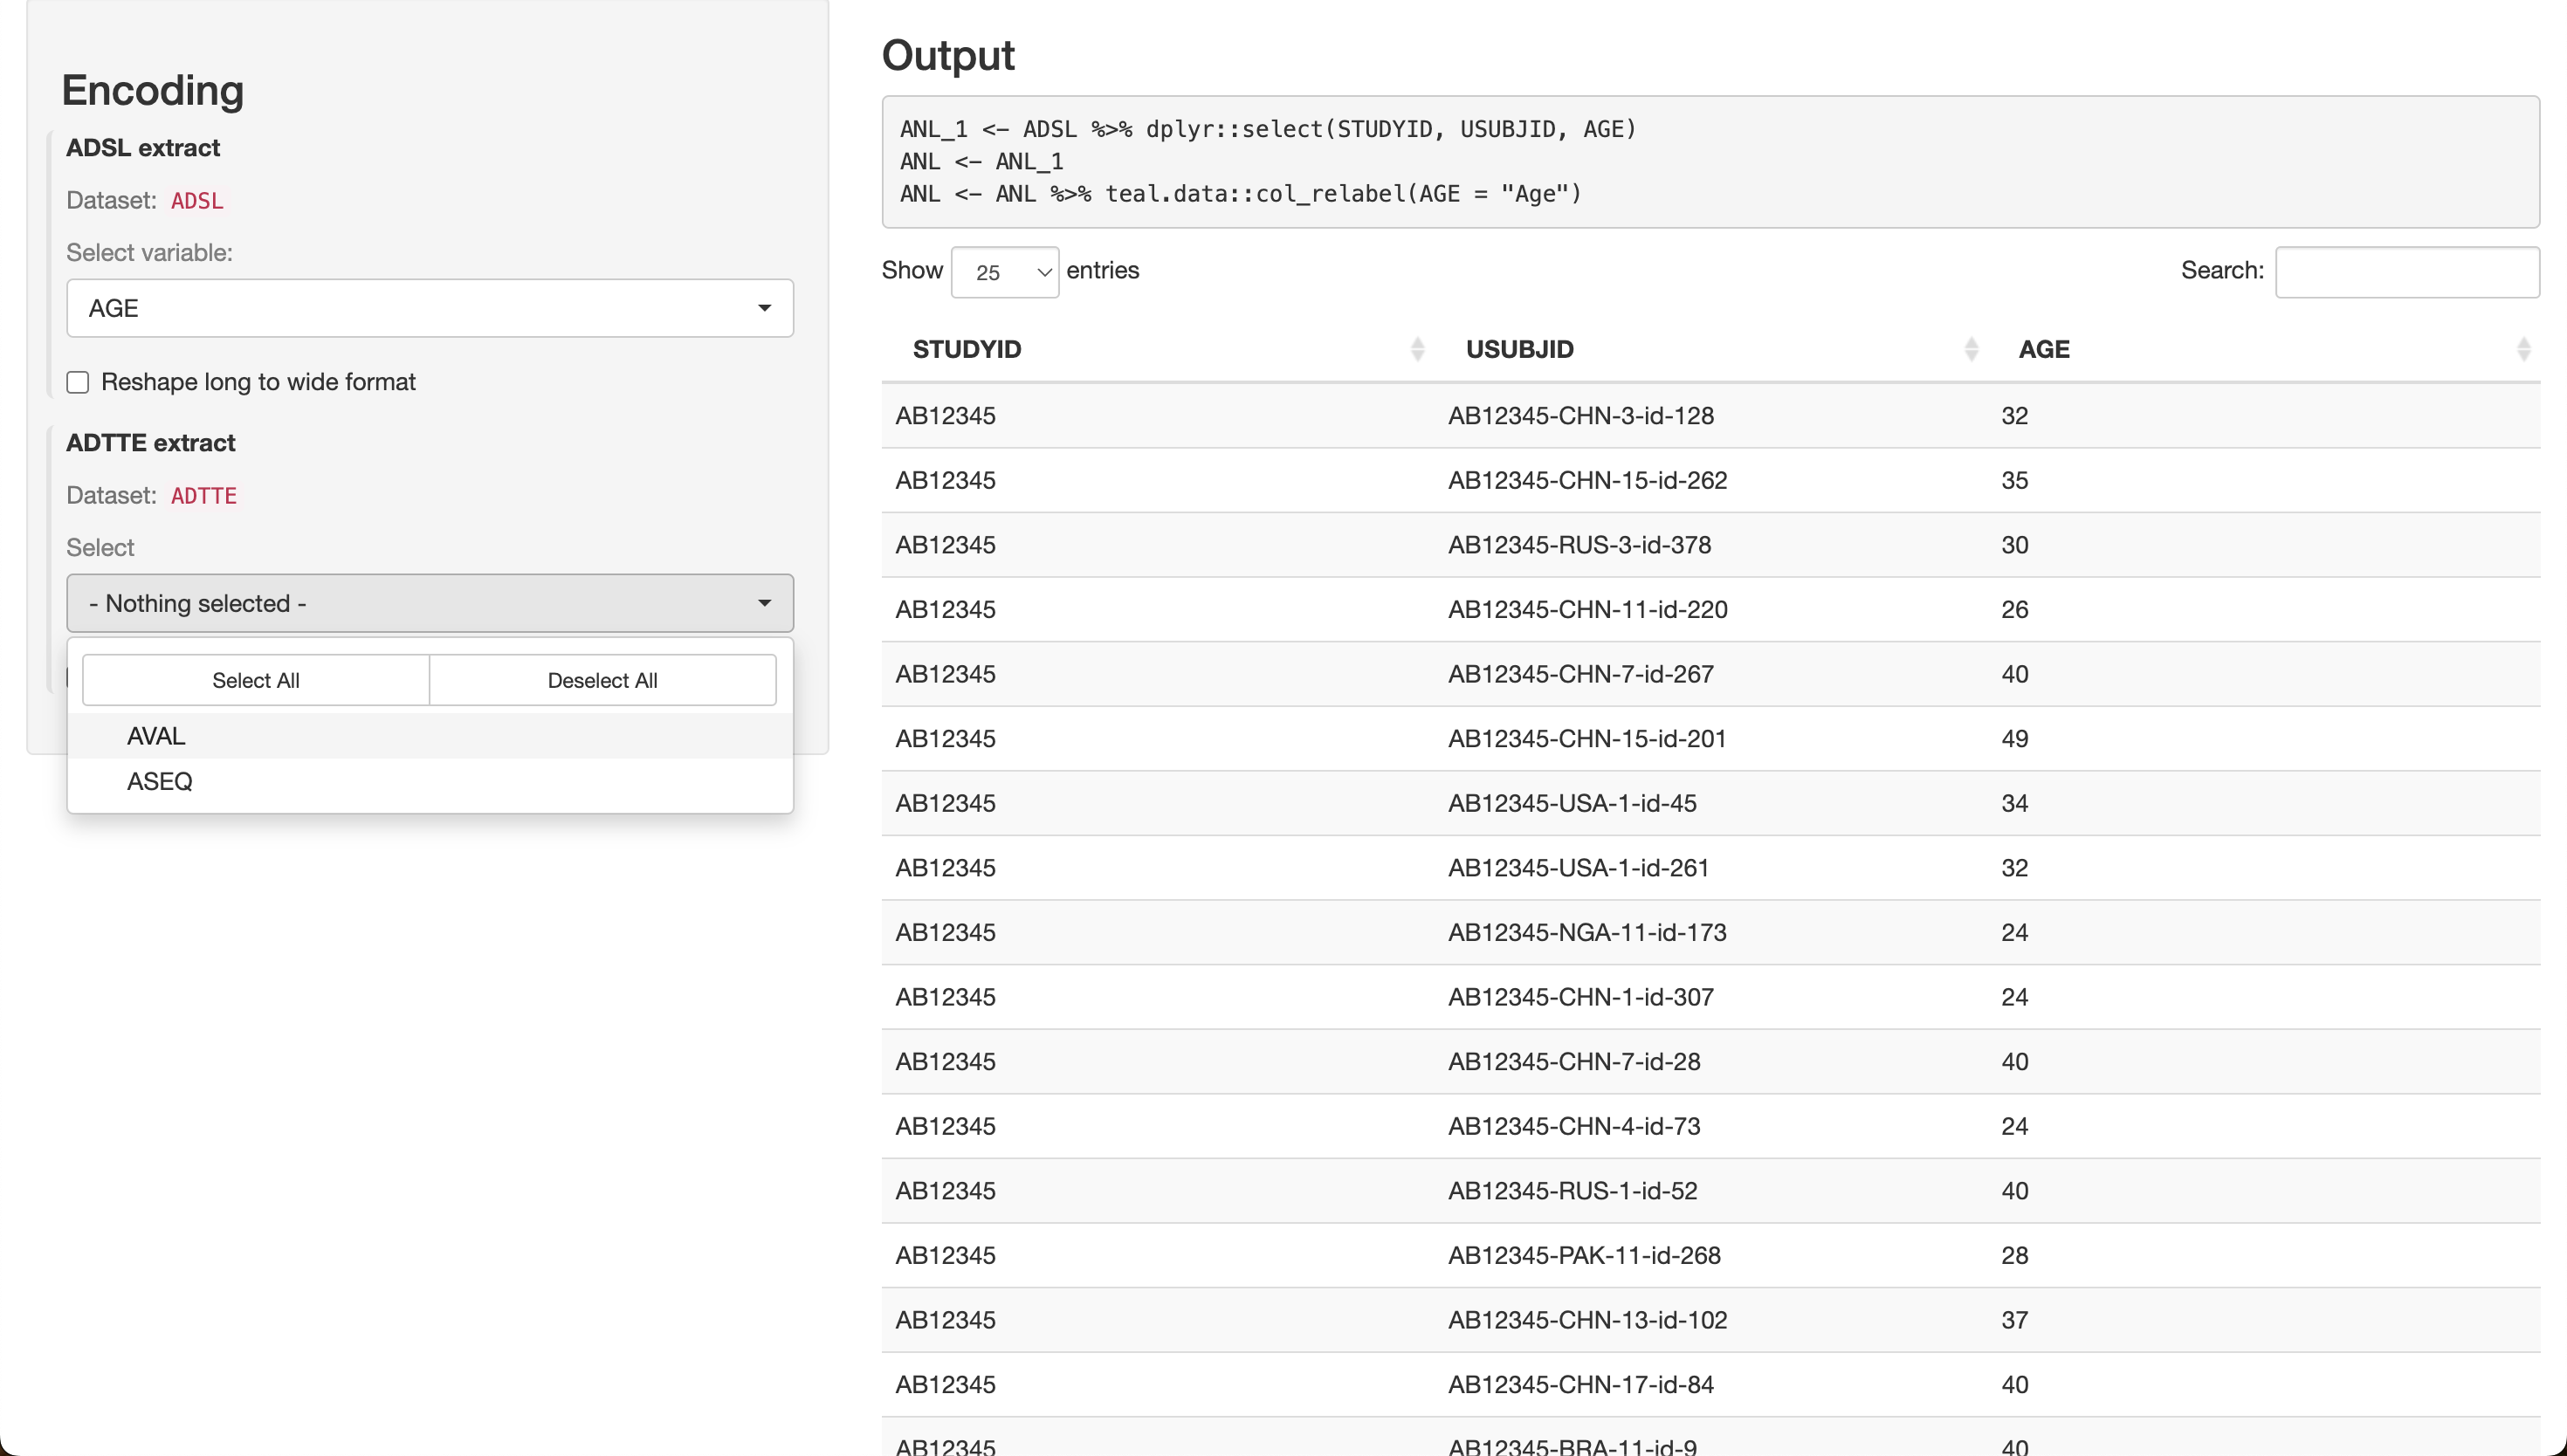 Encoding
ADSL extract
Dataset: ADSL
Select variable:
AGE
Reshape long to wide format
ADTTE extract
Dataset: ADTTE
Select
- Nothing selected -
Select All Deselect All
AVAL
ASEQ
Output
ANL_1 <- ADSL %>% dplyr::select(STUDYID, USUBJID, AGE)
ANL <- ANL_1
ANL <- ANL %>% teal.data::col_relabel(AGE = "Age")
Show 25 entries Search:
STUDYID USUBJID AGE
AB12345 AB12345-CHN-3-id-128 32
AB12345 AB12345-CHN-15-id-262 35
AB12345 AB12345-RUS-3-id-378 30
AB12345 AB12345-CHN-11-id-220 26
AB12345 AB12345-CHN-7-id-267 40
AB12345 AB12345-CHN-15-id-201 49
AB12345 AB12345-USA-1-id-45 34
AB12345 AB12345-USA-1-id-261 32
AB12345 AB12345-NGA-11-id-173 24
AB12345 AB12345-CHN-1-id-307 24
AB12345 AB12345-CHN-7-id-28 40
AB12345 AB12345-CHN-4-id-73 24
AB12345 AB12345-RUS-1-id-52 40
AB12345 AB12345-PAK-11-id-268 28
AB12345 AB12345-CHN-13-id-102 37
AB12345 AB12345-CHN-17-id-84 40
AB12345 AB12345-BRA-11-id-9 40